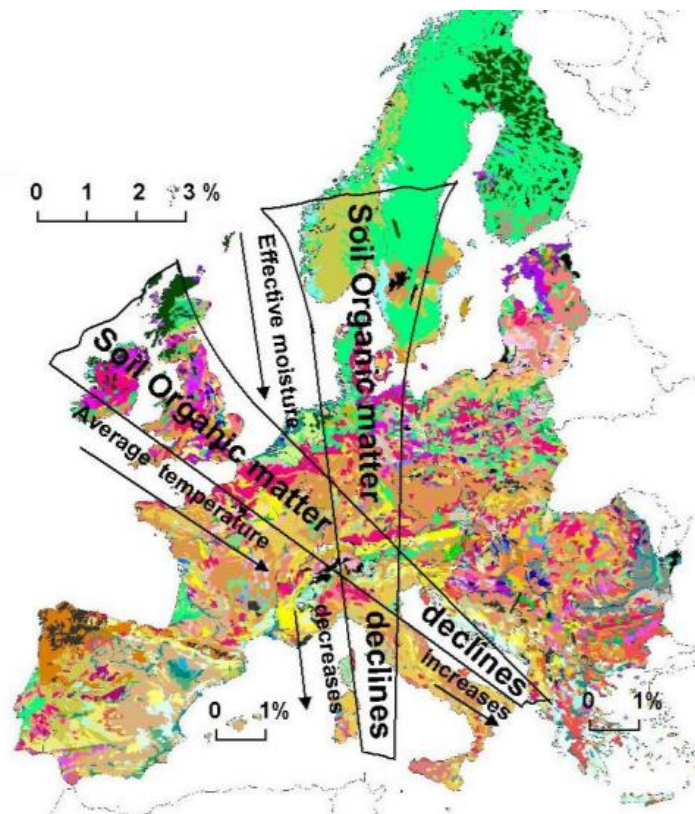 0 1 2 3 %
Effective moisture
decreases
Soil Organic matter
declines
Soil Organic matter
declines
Average temperature
Increases
0 1%
0 1%